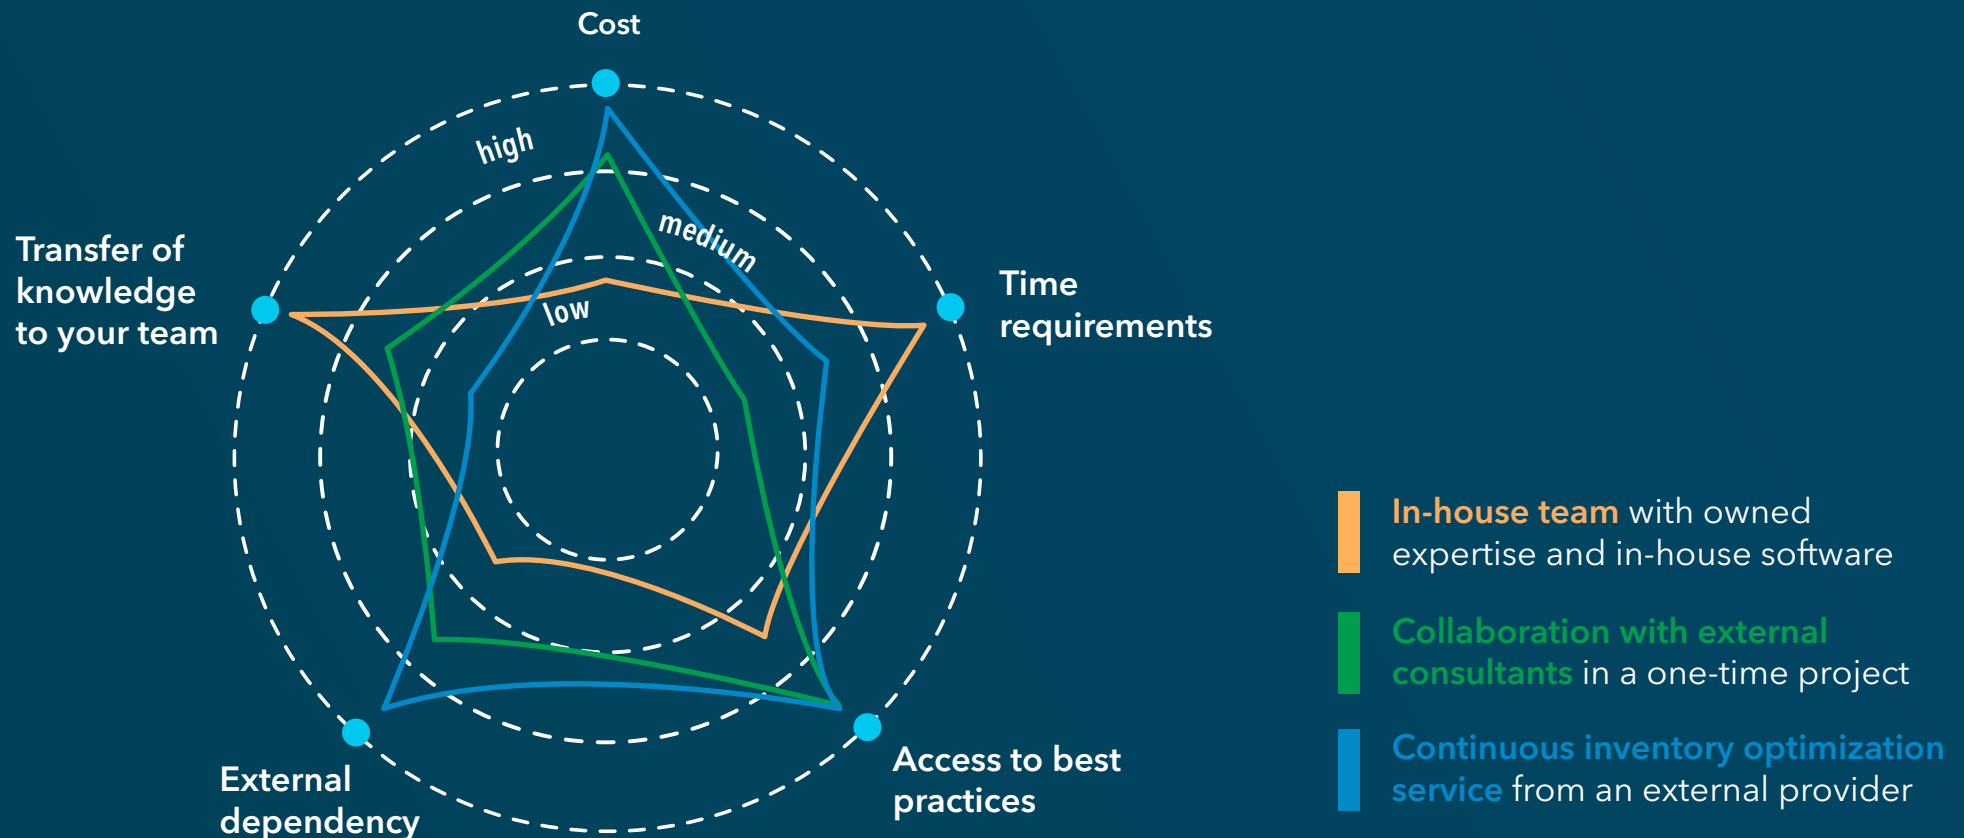 Cost
high
medium
low
Transfer of
knowledge
to your team
Time
requirements
External
dependency
Access to best
practices
In-house team with owned
expertise and in-house software
Collaboration with external
consultants in a one-time project
Continuous inventory optimization
service from an external provider